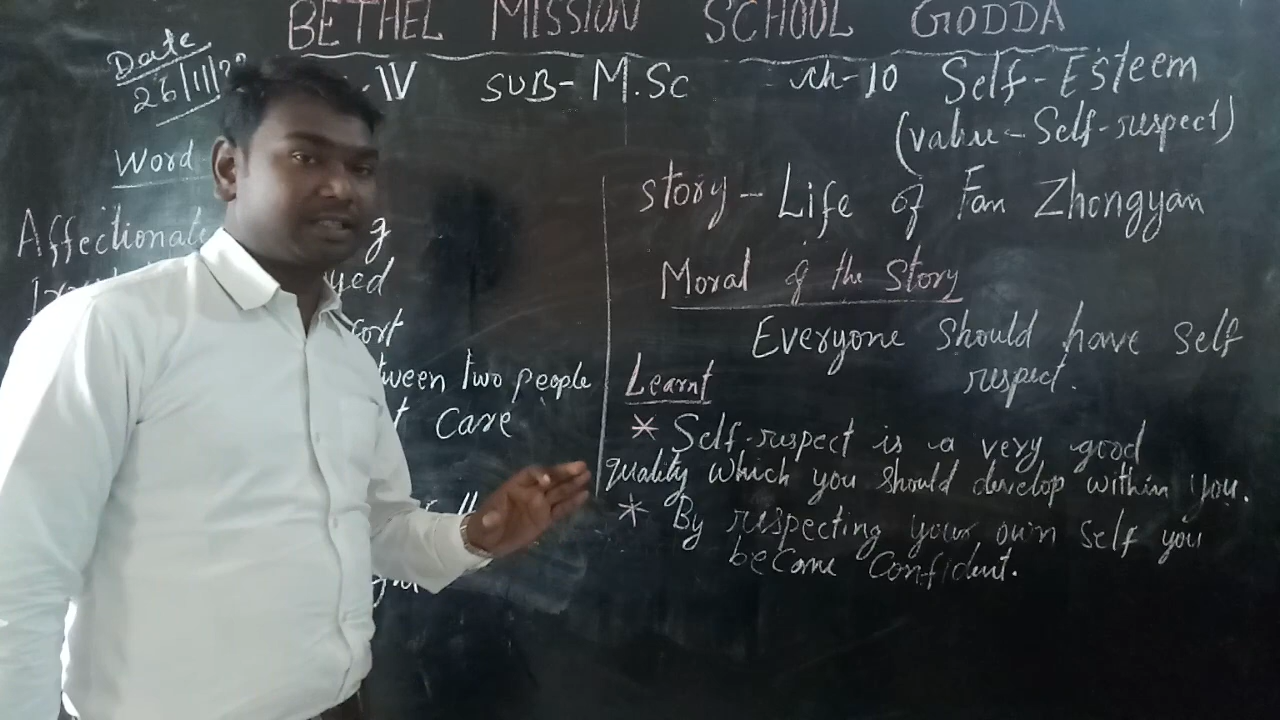 BETHEL MISSION SCHOOL GODDA
Date
26/11/
IV SUB- M.Sc ch-10 Self-Esteem
(value-Self-respect)
Word
Story - Life of Fan Zhongyan
Moral of the Story
Everyone should have self
respect.
Learnt
* Self-respect is a very good
quality which you should develop within you.
* By respecting your own self you
become confident.
Affectionate
g
yed
ort
tween two people
t Care